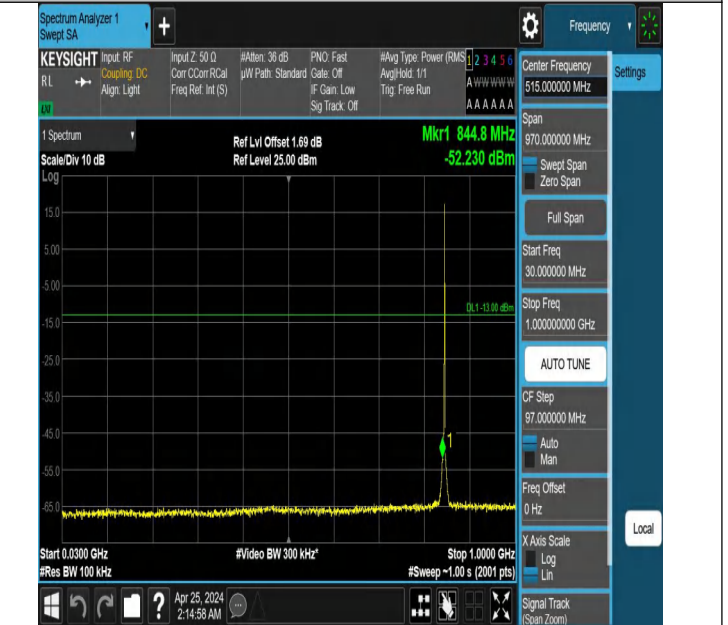 Spectrum Analyzer 1
Swept SA
+
Frequency
KEYSIGHT
RL
Input: RF
Coupling: DC
Align: Light
Input Z: 50 Ω
Corr CCorr RCal
Freq Ref: Int (S)
#Atten: 36 dB
µW Path: Standard
PNO: Fast
Gate: Off
IF Gain: Low
Sig Track: Off
#Avg Type: Power (RMS
Avg|Hold: 1/1
Trig: Free Run
1 2 3 4 5 6
A W W W W W
A A A A A A
LXI
1 Spectrum
Scale/Div 10 dB
Log
Ref Lvl Offset 1.69 dB
Ref Level 25.00 dBm
Mkr1 844.8 MHz
-52.230 dBm
15.0
5.00
-5.00
-15.0
-25.0
-35.0
-45.0
-55.0
-65.0
DL1 -13.00 dBm
1
Start 0.0300 GHz
#Res BW 100 kHz
#Video BW 300 kHz*
Stop 1.0000 GHz
#Sweep ~1.00 s (2001 pts)
Center Frequency
515.000000 MHz
Span
970.000000 MHz
Swept Span
Zero Span
Full Span
Start Freq
30.000000 MHz
Stop Freq
1.000000000 GHz
AUTO TUNE
CF Step
97.000000 MHz
Auto
Man
Freq Offset
0 Hz
X Axis Scale
Log
Lin
Signal Track
(Span Zoom)
Settings
Local
?
Apr 25, 2024
2:14:58 AM